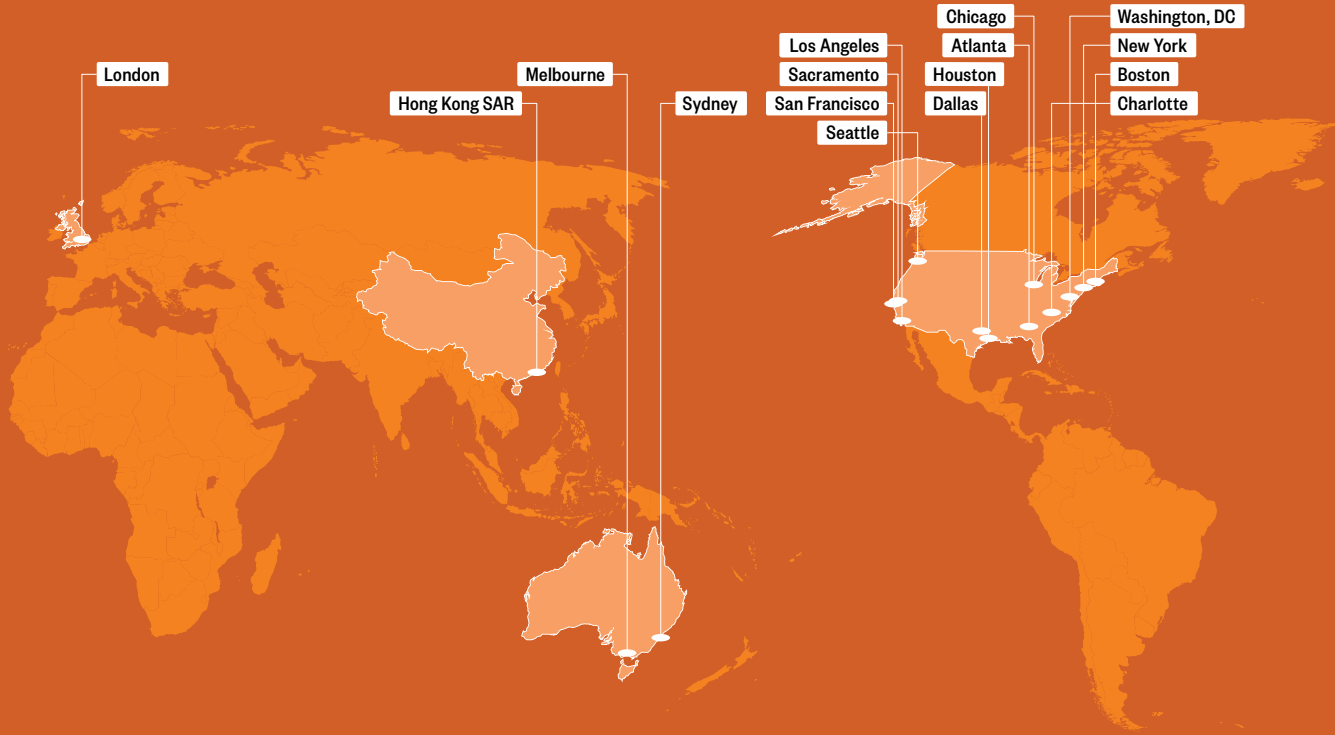 London
Melbourne
Hong Kong SAR
Sydney
Chicago
Los Angeles
Atlanta
Sacramento
Houston
San Francisco
Dallas
Seattle
Washington, DC
New York
Boston
Charlotte